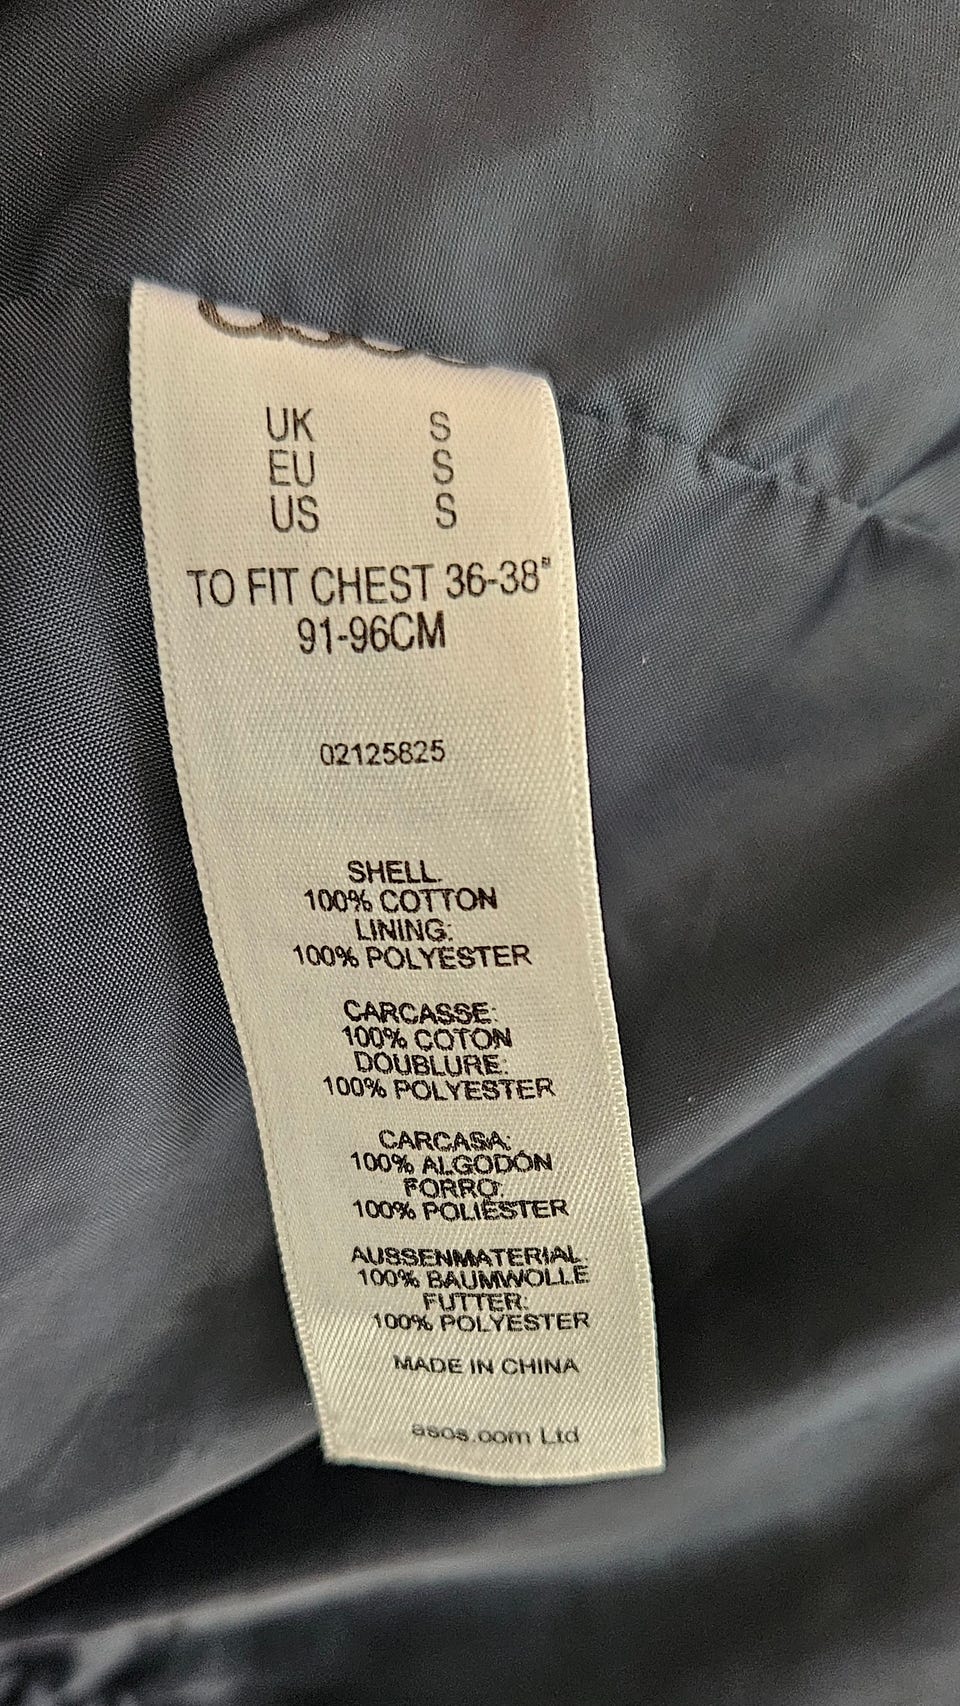 UK S
EU S
US S
TO FIT CHEST 36-38"
91-96CM
02125825
SHELL:
100% COTTON
LINING:
100% POLYESTER
CARCASSE:
100% COTON
DOUBLURE:
100% POLYESTER
CARCASA:
100% ALGODÓN
FORRO:
100% POLIÉSTER
AUSSENMATERIAL:
100% BAUMWOLLE
FUTTER:
100% POLYESTER
MADE IN CHINA
asos.com Ltd